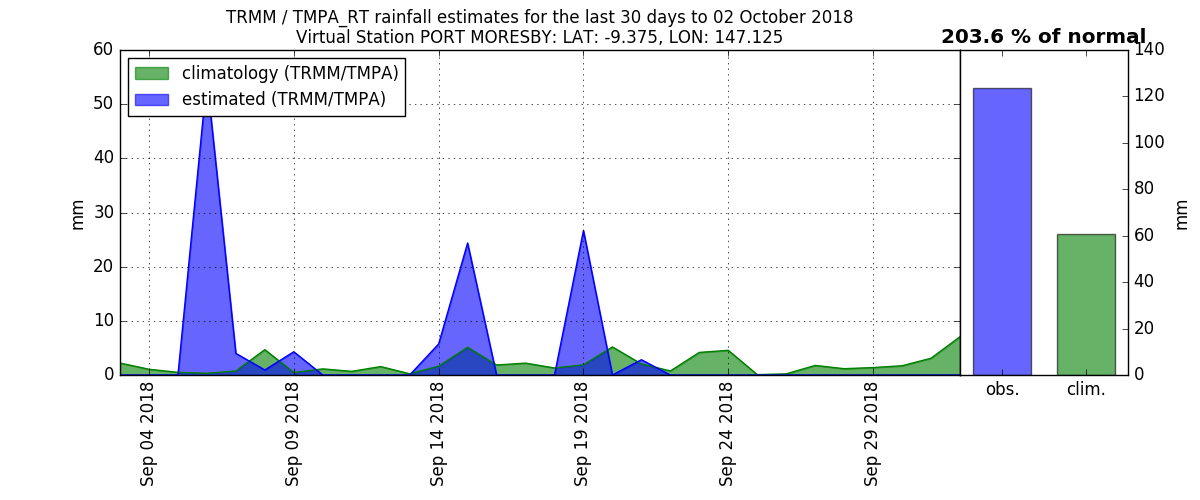 TRMM / TMPA_RT rainfall estimates for the last 30 days to 02 October 2018
Virtual Station PORT MORESBY: LAT: -9.375, LON: 147.125
203.6 % of normal
climatology (TRMM/TMPA)
estimated (TRMM/TMPA)
60
50
40
30
20
10
0
mm
Sep 04 2018
Sep 09 2018
Sep 14 2018
Sep 19 2018
Sep 24 2018
Sep 29 2018
140
120
100
80
60
40
20
0
mm
obs.
clim.